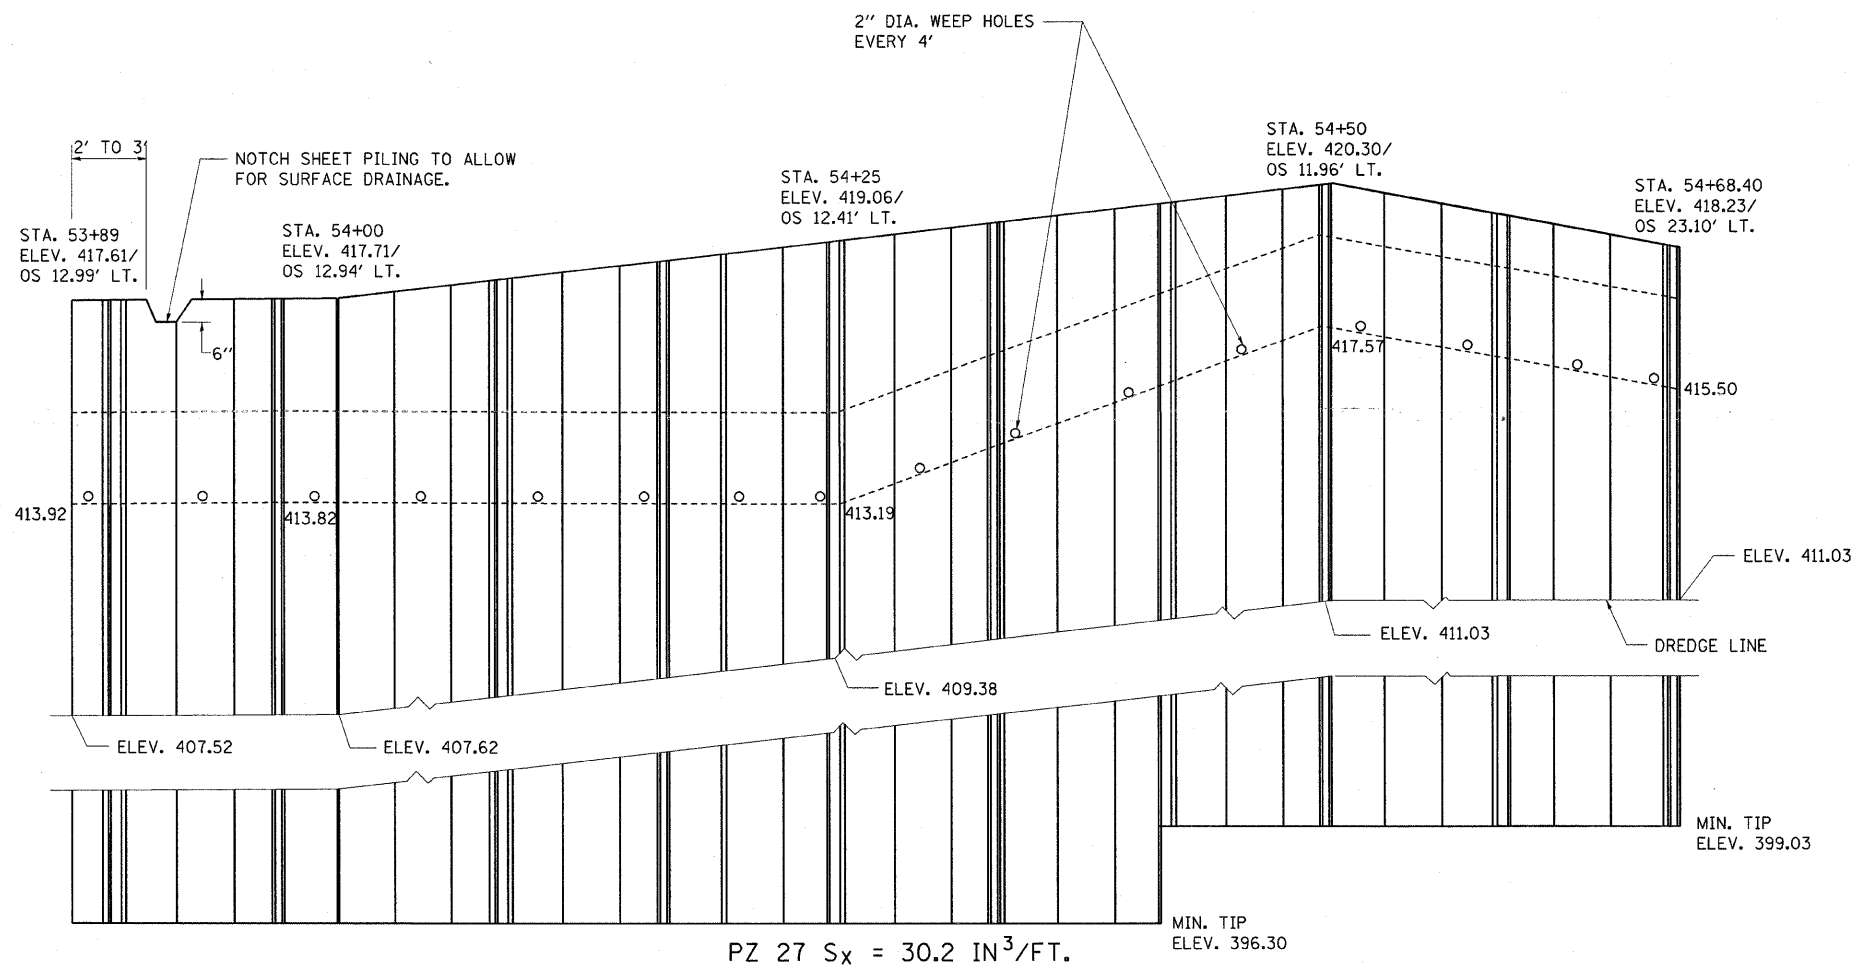 2" DIA. WEEP HOLES
EVERY 4'
STA. 54+50
ELEV. 420.30/
OS 11.96' LT.
2' TO 3'
NOTCH SHEET PILING TO ALLOW
FOR SURFACE DRAINAGE.
STA. 54+25
ELEV. 419.06/
OS 12.41' LT.
STA. 54+68.40
ELEV. 418.23/
OS 23.10' LT.
STA. 53+89
ELEV. 417.61/
OS 12.99' LT.
STA. 54+00
ELEV. 417.71/
OS 12.94' LT.
6"
417.57
415.50
413.92
413.82
413.19
ELEV. 411.03
ELEV. 411.03
DREDGE LINE
ELEV. 409.38
ELEV. 407.52
ELEV. 407.62
MIN. TIP
ELEV. 399.03
MIN. TIP
ELEV. 396.30
PZ 27 Sx = 30.2 IN³/FT.